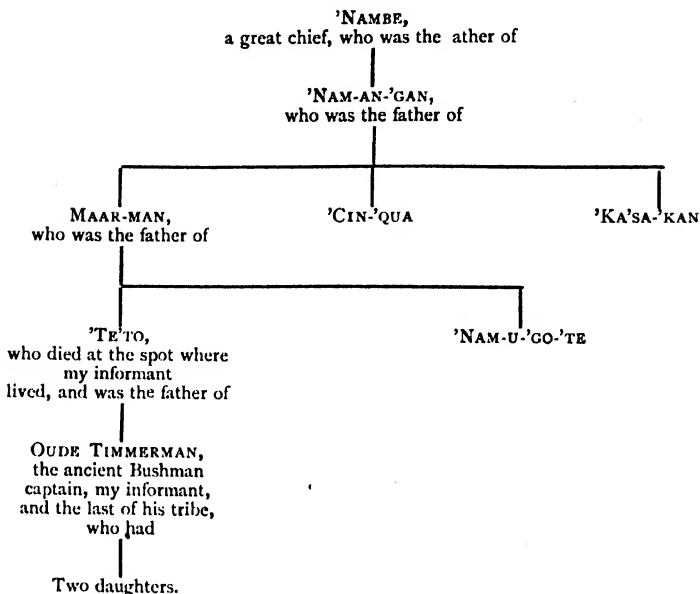 'NAMBE,
a great chief, who was the ather of
'NAM-AN-'GAN,
who was the father of
MAAR-MAN,
who was the father of
'CIN-'QUA
'KA'SA-'KAN
'TE'TO,
who died at the spot where
my informant
lived, and was the father of
'NAM-U-'GO-'TE
OUDE TIMMERMAN,
the ancient Bushman
captain, my informant,
and the last of his tribe,
who had
Two daughters.